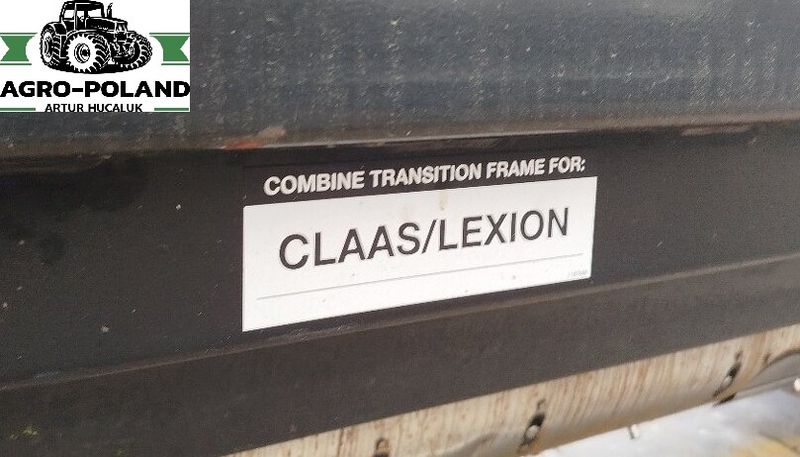 AGRO-POLAND
ARTUR HUCALUK
COMBINE TRANSITION FRAME FOR:
CLAAS/LEXION